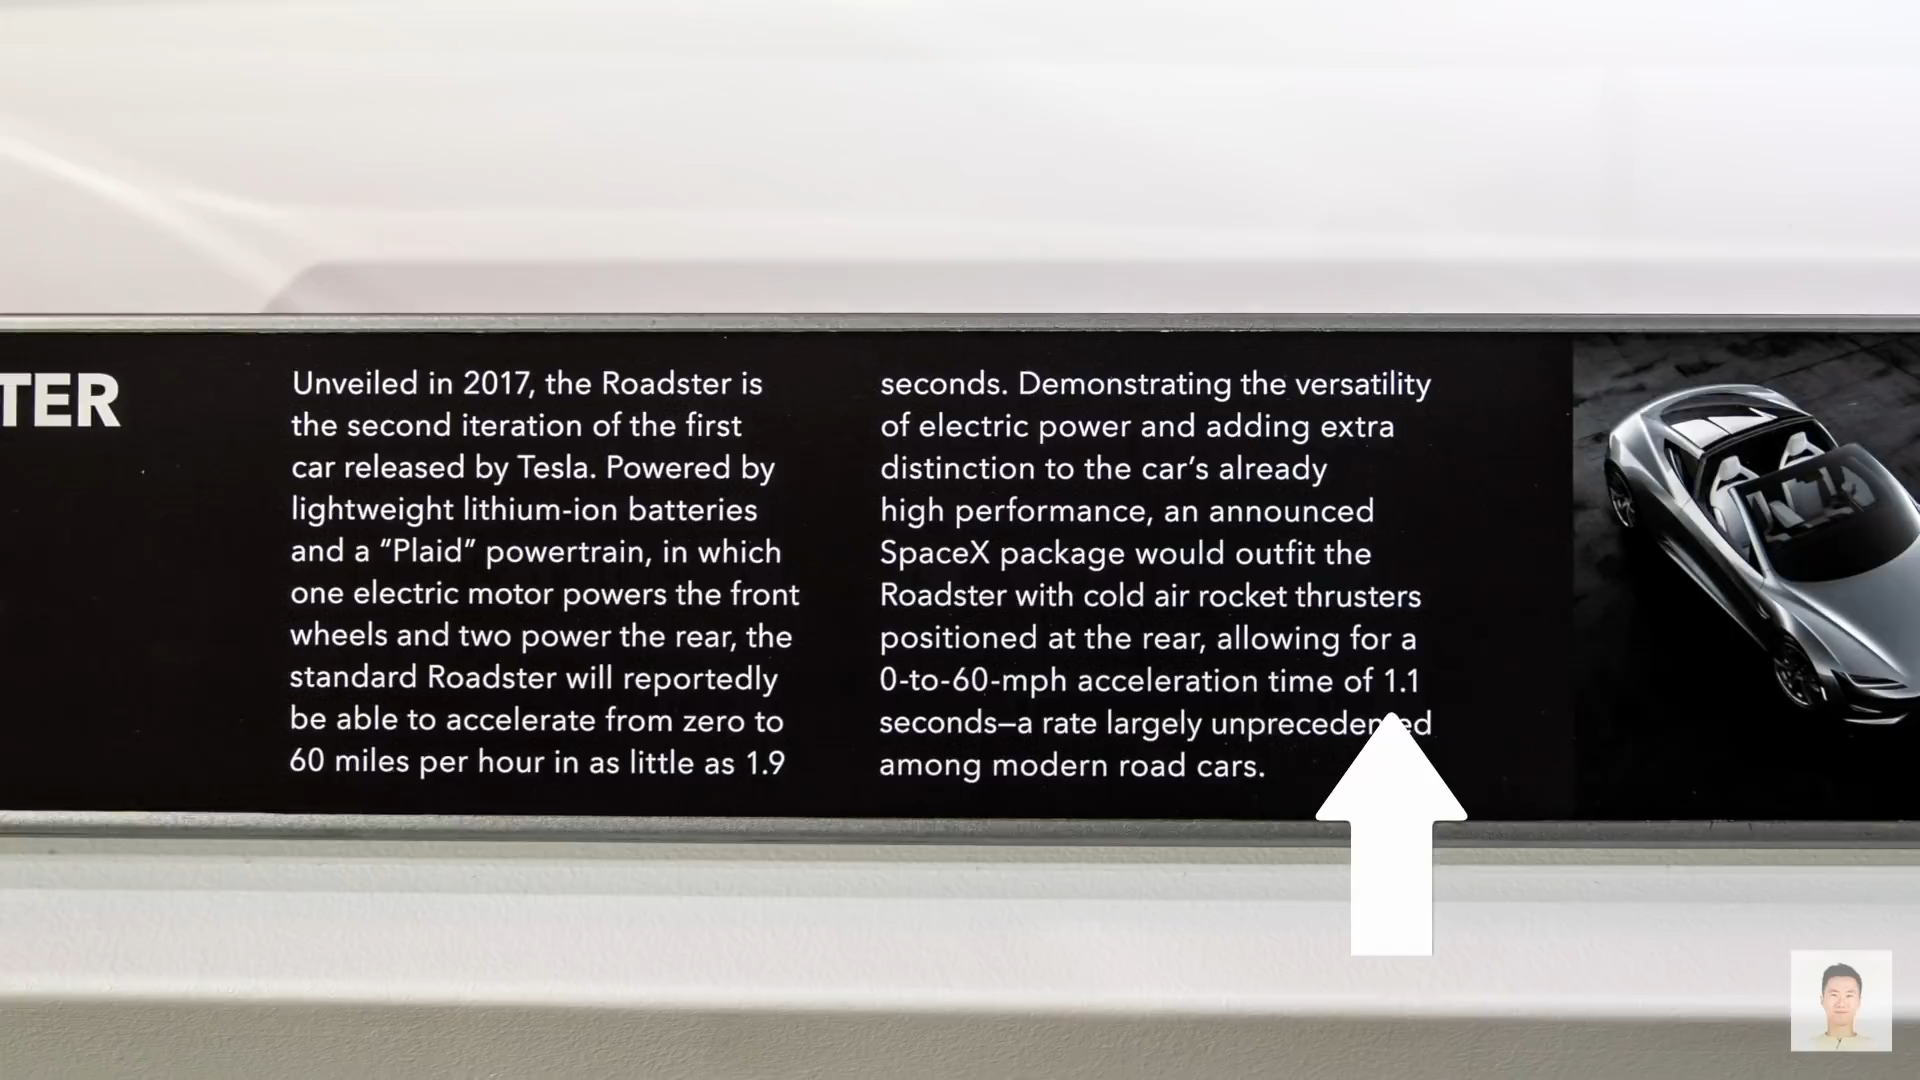 TER
Unveiled in 2017, the Roadster is
the second iteration of the first
car released by Tesla. Powered by
lightweight lithium-ion batteries
and a “Plaid” powertrain, in which
one electric motor powers the front
wheels and two power the rear, the
standard Roadster will reportedly
be able to accelerate from zero to
60 miles per hour in as little as 1.9
seconds. Demonstrating the versatility
of electric power and adding extra
distinction to the car’s already
high performance, an announced
SpaceX package would outfit the
Roadster with cold air rocket thrusters
positioned at the rear, allowing for a
0-to-60-mph acceleration time of 1.1
seconds—a rate largely unprecedented
among modern road cars.